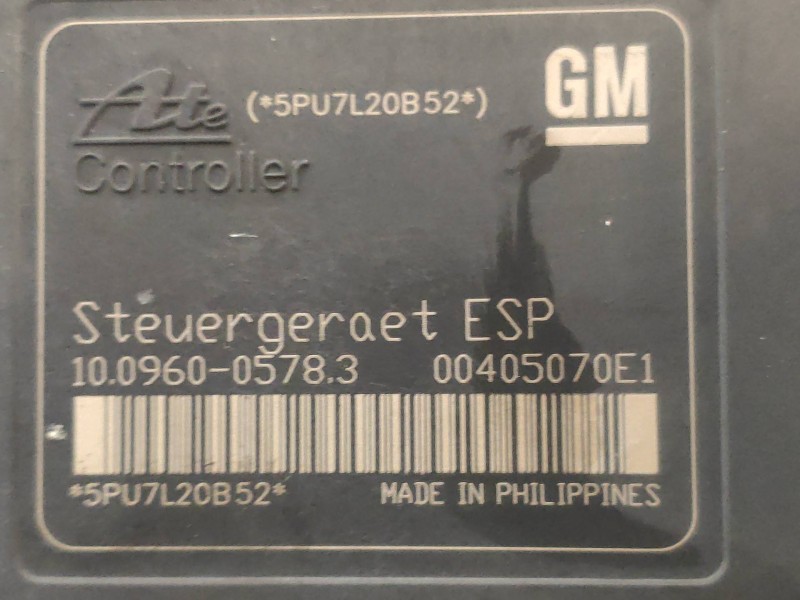 Ate (*5PU7L20B52*) GM
Controller
Steuergeraet ESP
10.0960-0578.3 00405070E1
*5PU7L20B52* MADE IN PHILIPPINES